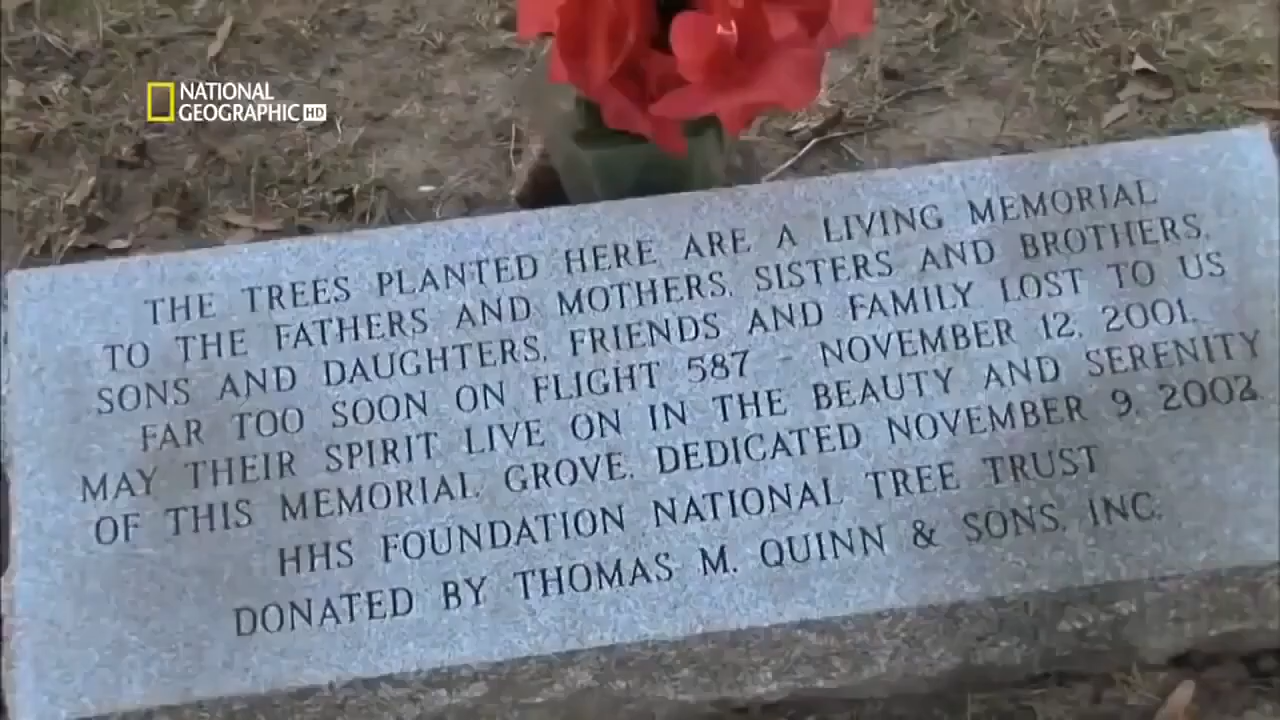 NATIONAL
GEOGRAPHIC HD
THE TREES PLANTED HERE ARE A LIVING MEMORIAL
TO THE FATHERS AND MOTHERS, SISTERS AND BROTHERS,
SONS AND DAUGHTERS, FRIENDS AND FAMILY LOST TO US
FAR TOO SOON ON FLIGHT 587 - NOVEMBER 12, 2001.
MAY THEIR SPIRIT LIVE ON IN THE BEAUTY AND SERENITY
OF THIS MEMORIAL GROVE. DEDICATED NOVEMBER 9, 2002
HHS FOUNDATION NATIONAL TREE TRUST
DONATED BY THOMAS M. QUINN & SONS, INC.